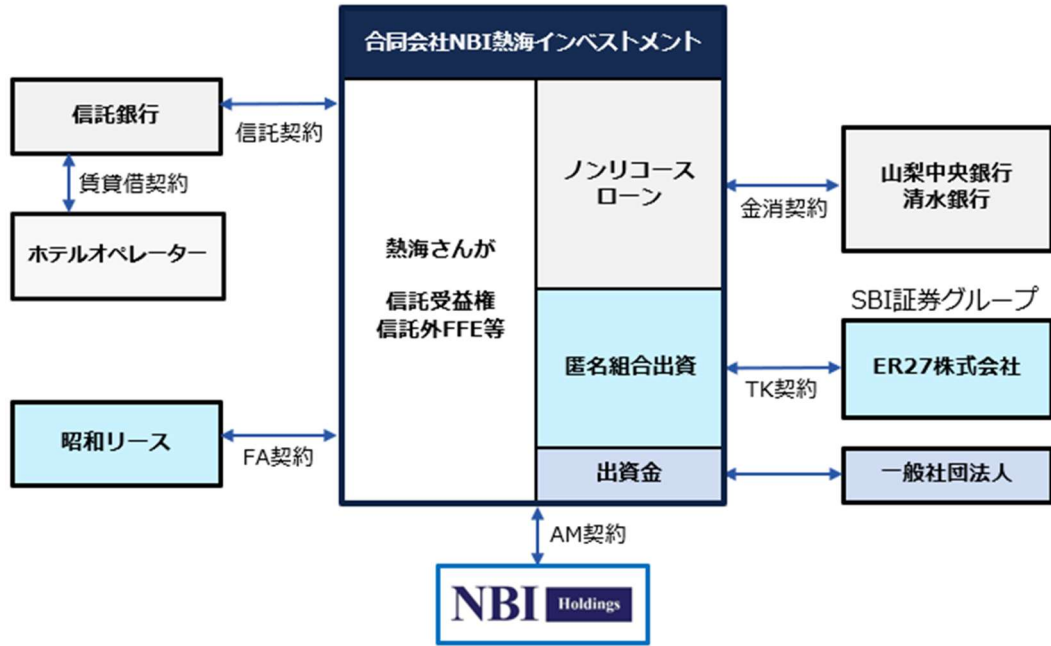 合同会社NBI熱海インベストメント
信託銀行
信託契約
賃貸借契約
ホテルオペレーター
昭和リース
FA契約
熱海さんが
信託受益権
信託外FFE等
ノンリコース
ローン
匿名組合出資
出資金
金消契約
山梨中央銀行
清水銀行
SBI証券グループ
ER27株式会社
TK契約
一般社団法人
AM契約
NBI Holdings